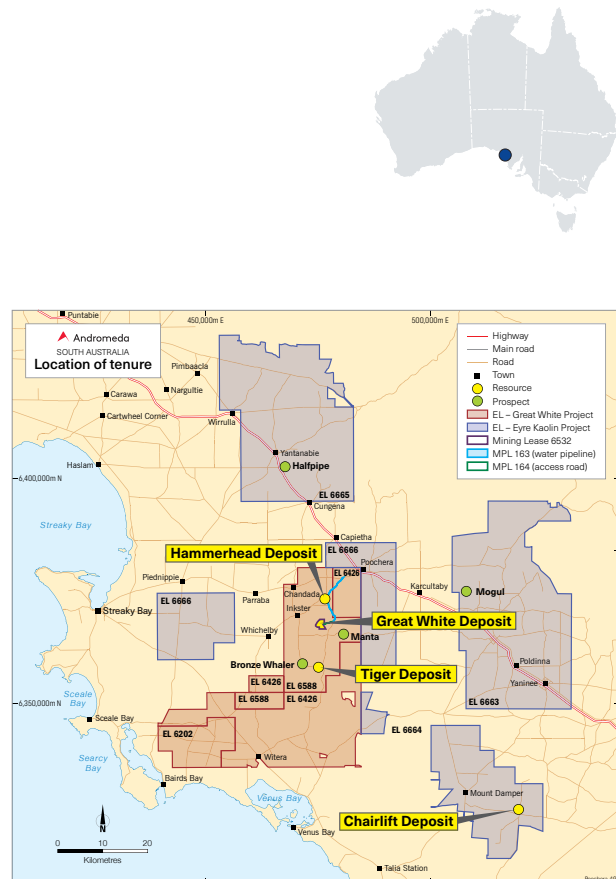 Puntabie
450,000m E
500,000m E
Andromeda
SOUTH AUSTRALIA
Location of tenure
Highway
Main road
Road
Town
Resource
Prospect
EL – Great White Project
EL – Eyre Kaolin Project
Mining Lease 6532
MPL 163 (water pipeline)
MPL 164 (access road)
Pimbaacla
Nargultie
Carawa
Cartwheel Corner
Wirrulla
Yantanabie
Haslam
Halfpipe
6,400,000m N
EL 6665
Cungena
Streaky Bay
Capietha
Hammerhead Deposit
EL 6666
Poochera
EL 6426
Piednippie
Chandada
Karcultaby
Mogul
EL 6666
Parraba
Inkster
Streaky Bay
Great White Deposit
Whichelby
Manta
Bronze Whaler
Tiger Deposit
Poldinna
Yaninee
EL 6426
EL 6588
EL 6588
EL 6426
EL 6663
Sceale
Bay
6,350,000m N
Sceale Bay
EL 6202
EL 6664
Searcy
Bay
Witera
Bairds Bay
Mount Damper
Venus Bay
Chairlift Deposit
N
Venus Bay
0 10 20
Kilometres
Talia Station